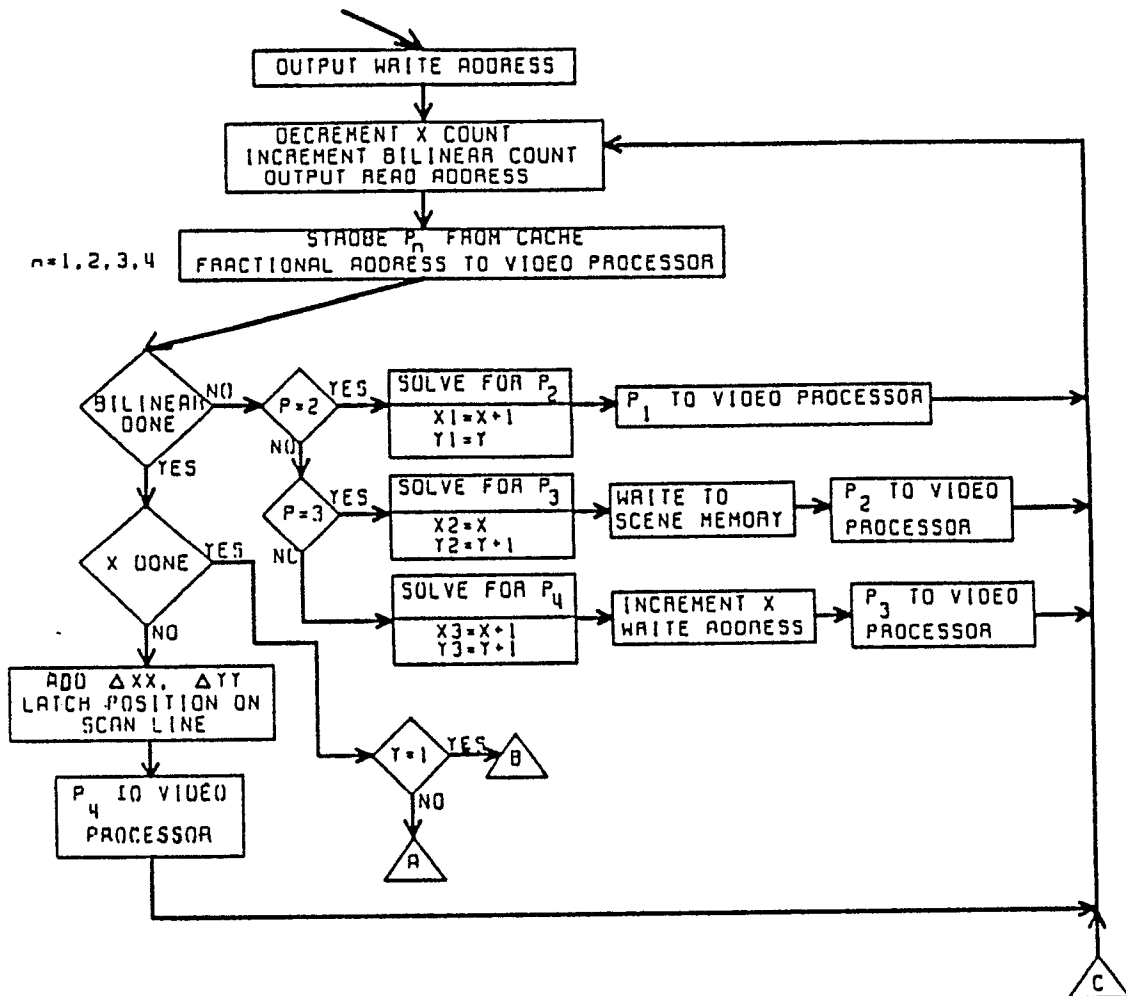 OUTPUT WRITE ADDRESS
DECREMENT X COUNT
INCREMENT BILINEAR COUNT
OUTPUT READ ADDRESS
n=1,2,3,4
STROBE Pn FROM CACHE
FRACTIONAL ADDRESS TO VIDEO PROCESSOR
BILINEAR
DONE
NO
YES
P=2
YES
NO
SOLVE FOR P2
X1=X+1
Y1=Y
P1 TO VIDEO PROCESSOR
P=3
YES
NO
SOLVE FOR P3
X2=X
Y2=Y+1
WRITE TO
SCENE MEMORY
P2 TO VIDEO
PROCESSOR
X DONE
YES
NO
SOLVE FOR P4
X3=X+1
Y3=Y+1
INCREMENT X
WRITE ADDRESS
P3 TO VIDEO
PROCESSOR
ADD ΔXX, ΔYY
LATCH POSITION ON
SCAN LINE
Y=1
YES
B
NO
A
P4 TO VIDEO
PROCESSOR
C